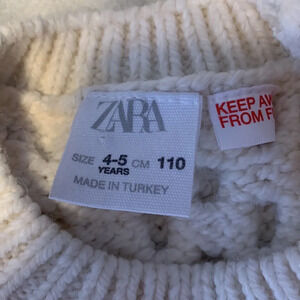 ZARA
SIZE 4-5 CM 110
YEARS
MADE IN TURKEY
KEEP
FROM